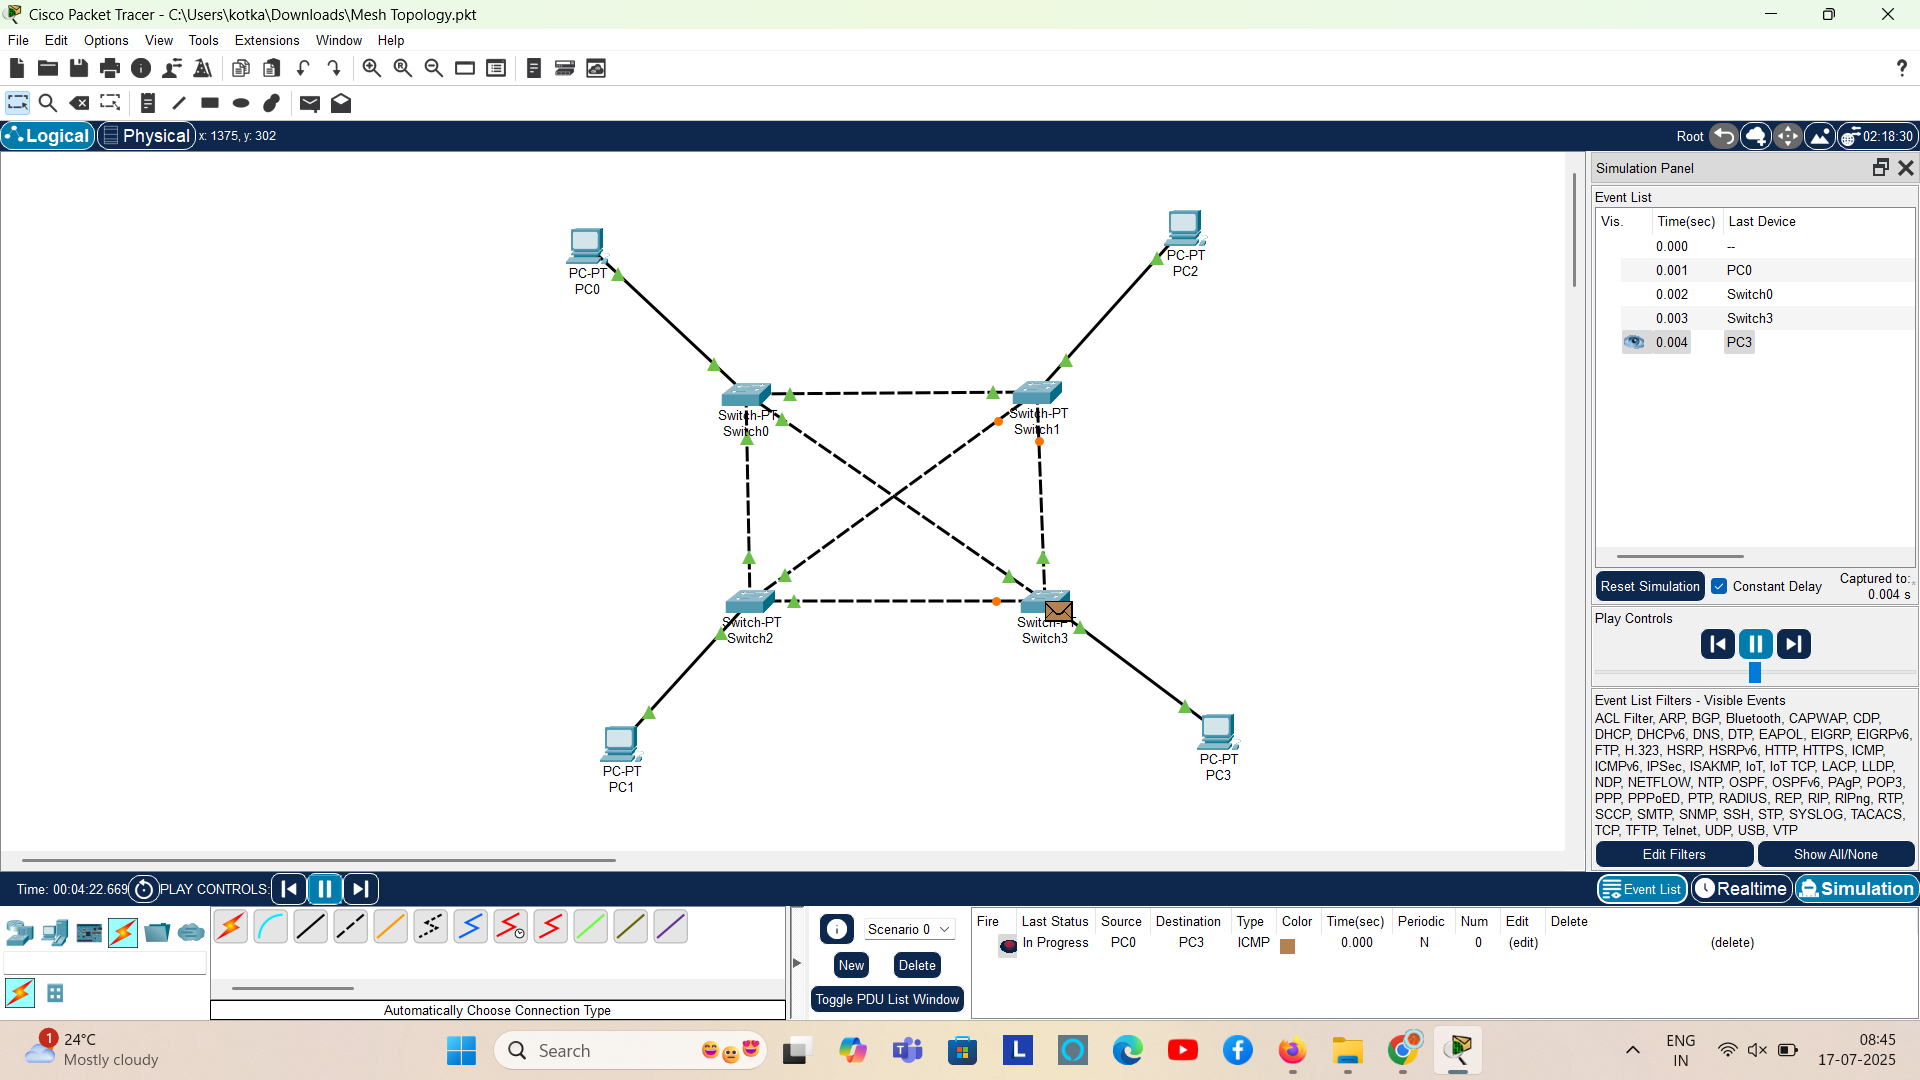 Cisco Packet Tracer - C:\Users\kotka\Downloads\Mesh Topology.pkt
File Edit Options View Tools Extensions Window Help
?
Logical Physical x: 1375, y: 302 Root 02:18:30
Simulation Panel
Event List
Vis. Time(sec) Last Device
0.000 --
0.001 PC0
0.002 Switch0
0.003 Switch3
0.004 PC3
Reset Simulation Constant Delay Captured to:
0.004 s
Play Controls
Event List Filters - Visible Events
ACL Filter, ARP, BGP, Bluetooth, CAPWAP, CDP,
DHCP, DHCPv6, DNS, DTP, EAPOL, EIGRP, EIGRPv6,
FTP, H.323, HSRP, HSRPv6, HTTP, HTTPS, ICMP,
ICMPv6, IPSec, ISAKMP, IoT, IoT TCP, LACP, LLDP,
NDP, NETFLOW, NTP, OSPF, OSPFv6, PAgP, POP3,
PPP, PPPoED, PTP, RADIUS, REP, RIP, RIPng, RTP,
SCCP, SMTP, SNMP, SSH, STP, SYSLOG, TACACS,
TCP, TFTP, Telnet, UDP, USB, VTP
Edit Filters Show All/None
PC-PT
PC0
PC-PT
PC2
Switch-PT
Switch0
Switch-PT
Switch1
Switch-PT
Switch2
Switch-PT
Switch3
PC-PT
PC1
PC-PT
PC3
Time: 00:04:22.669 PLAY CONTROLS: Event List Realtime Simulation
Automatically Choose Connection Type
Scenario 0
New Delete
Toggle PDU List Window
Fire Last Status Source Destination Type Color Time(sec) Periodic Num Edit Delete
In Progress PC0 PC3 ICMP 0.000 N 0 (edit) (delete)
1
24°C
Mostly cloudy
Search
L
ENG
IN
08:45
17-07-2025